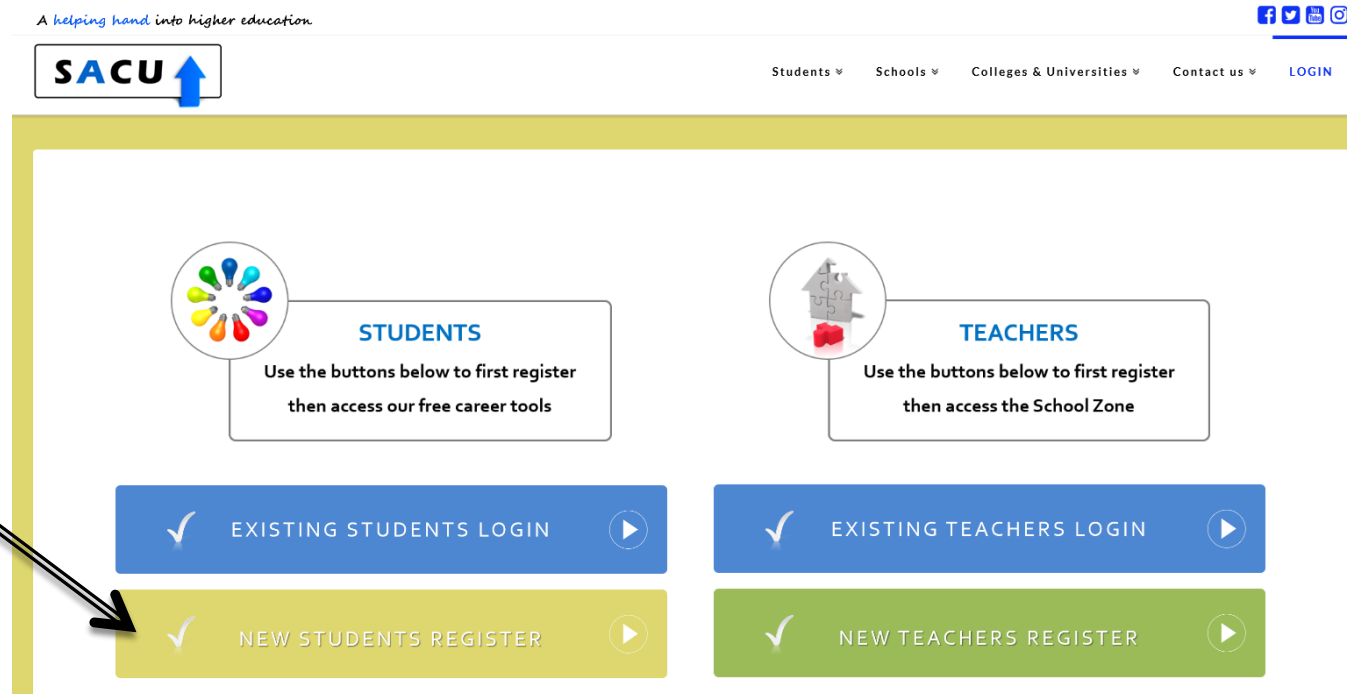 A helping hand into higher education
SACU
Students Schools Colleges & Universities Contact us LOGIN
STUDENTS
Use the buttons below to first register
then access our free career tools
TEACHERS
Use the buttons below to first register
then access the School Zone
EXISTING STUDENTS LOGIN
EXISTING TEACHERS LOGIN
NEW STUDENTS REGISTER
NEW TEACHERS REGISTER